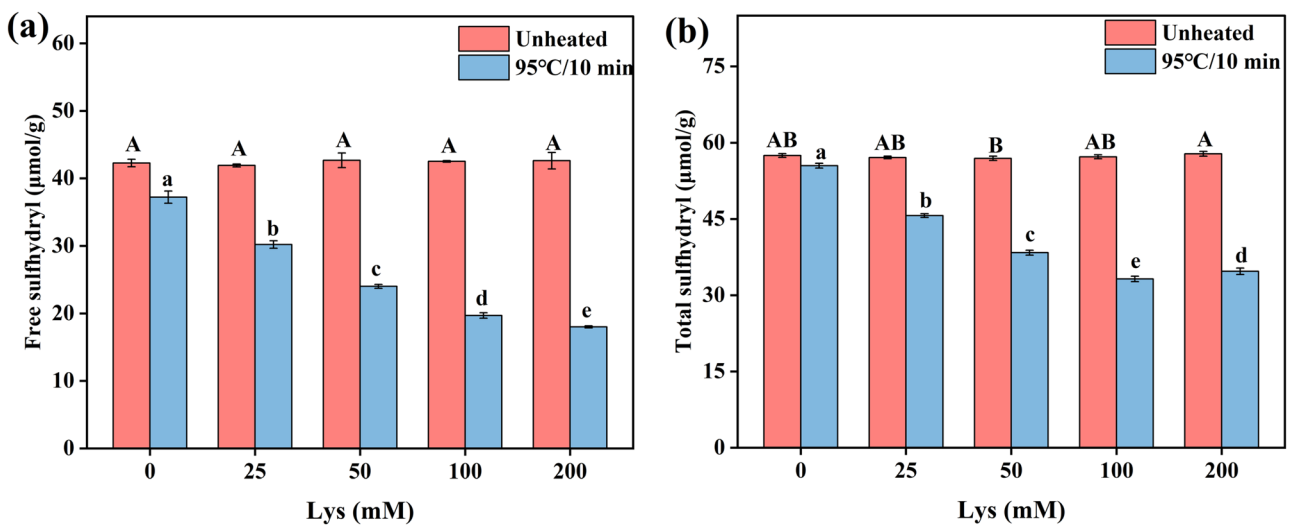 (a)
Unheated
95℃/10 min
Free sulfhydryl (μmol/g)
60
50
40
30
20
10
0
A
a
A
b
A
c
A
d
A
e
0 25 50 100 200
Lys (mM)
(b)
Unheated
95℃/10 min
Total sulfhydryl (μmol/g)
75
60
45
30
15
0
AB
a
AB
b
B
c
AB
e
A
d
0 25 50 100 200
Lys (mM)